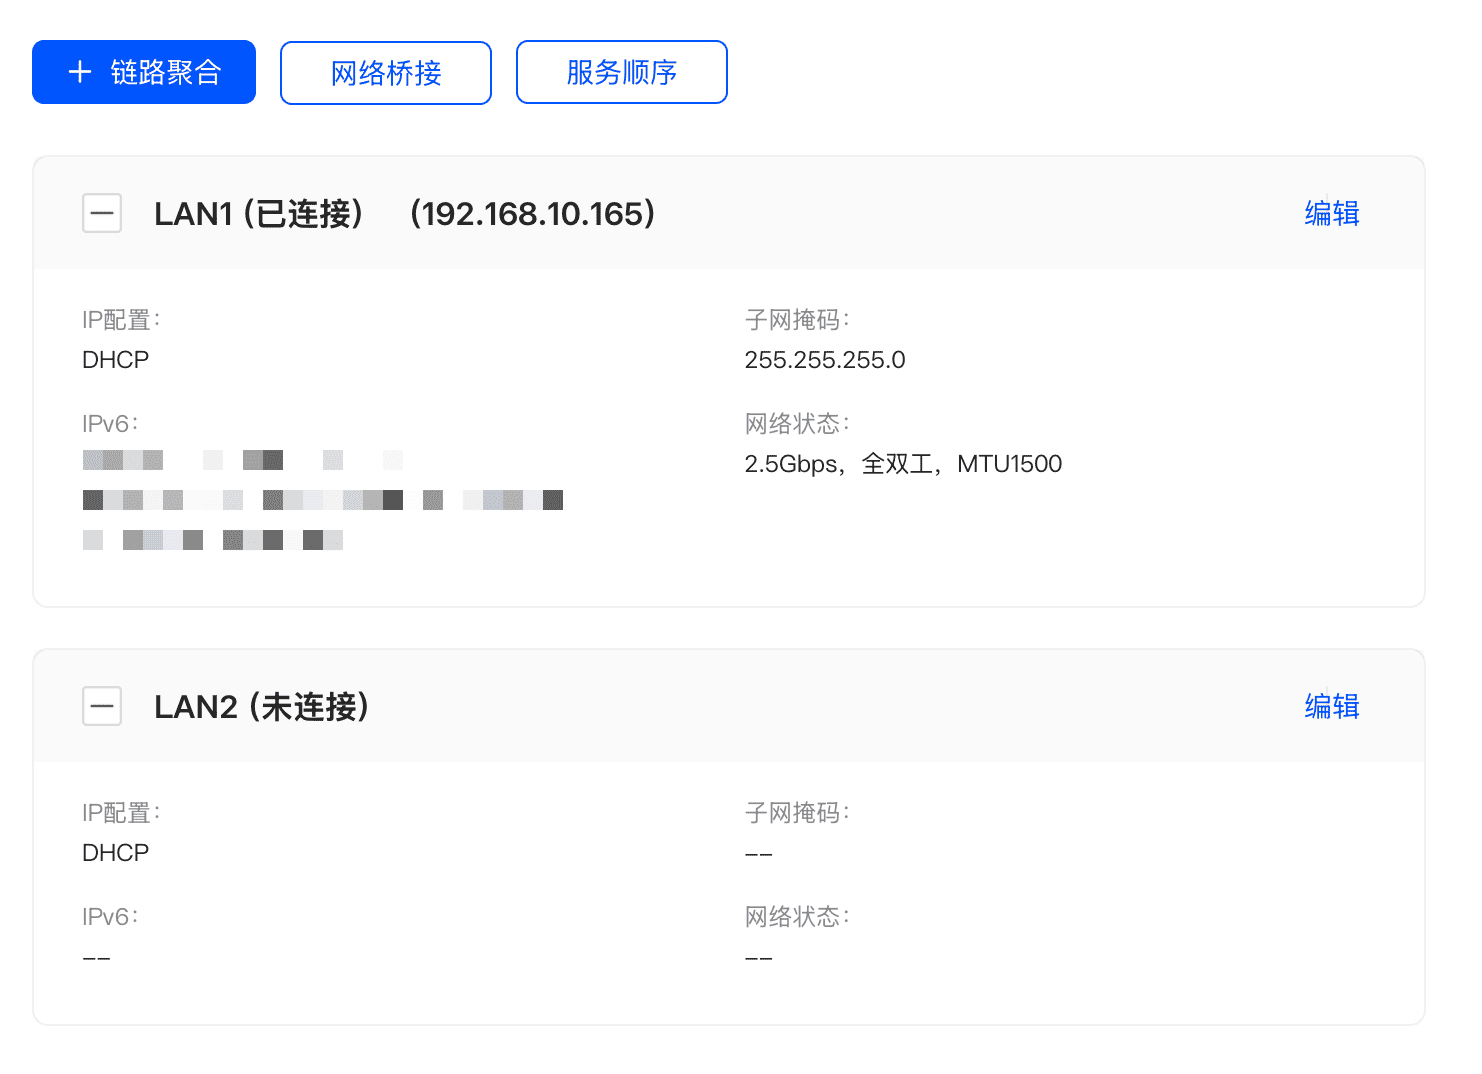 + 链路聚合 网络桥接 服务顺序
LAN1 (已连接) (192.168.10.165) 编辑
IP配置: 子网掩码:
DHCP 255.255.255.0
IPv6: 网络状态:
2.5Gbps，全双工，MTU1500
LAN2 (未连接) 编辑
IP配置: 子网掩码:
DHCP --
IPv6: 网络状态:
-- --